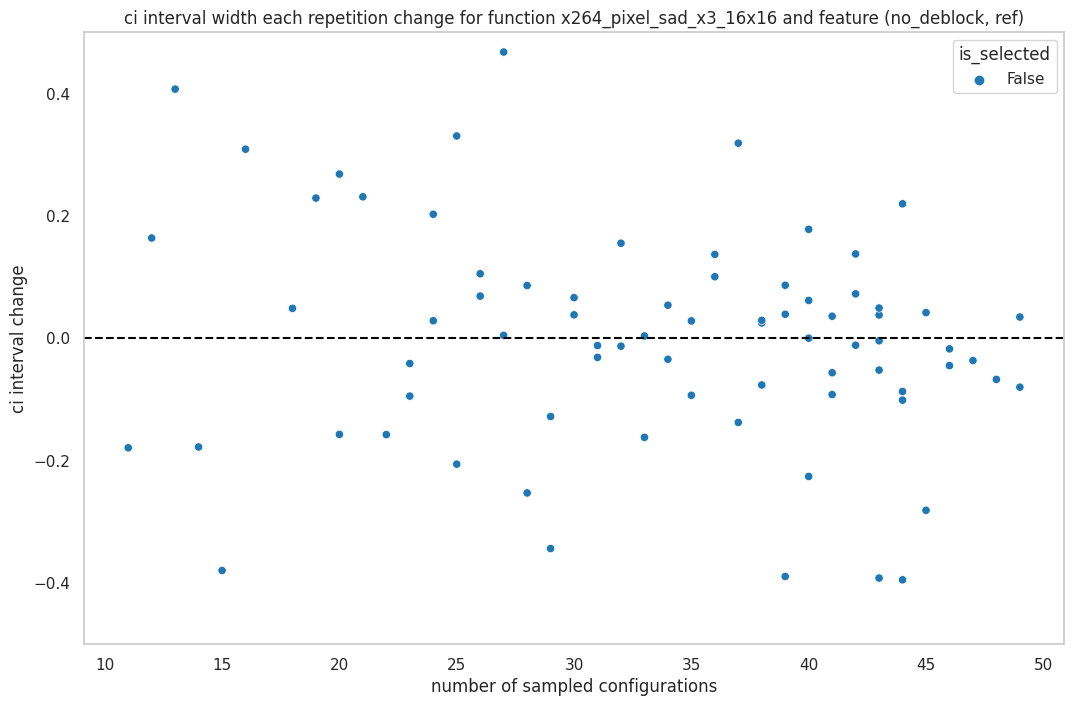 ci interval width each repetition change for function x264_pixel_sad_x3_16x16 and feature (no_deblock, ref)
is_selected
False
ci interval change
0.4
0.2
0.0
−0.2
−0.4
10 15 20 25 30 35 40 45 50
number of sampled configurations